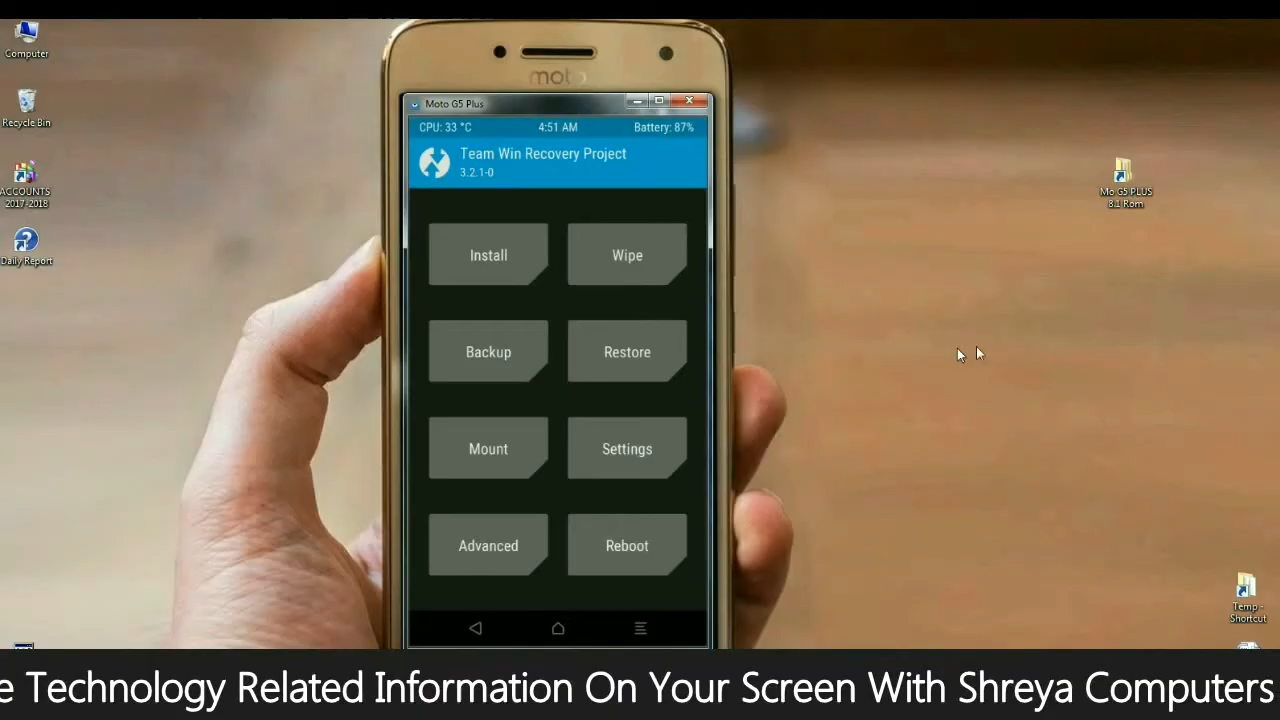 Computer
Recycle Bin
ACCOUNTS
2017-2018
Daily Report
moto
Moto G5 Plus
CPU: 33 °C
4:51 AM
Battery: 87%
Team Win Recovery Project
3.2.1-0
Install
Wipe
Backup
Restore
Mount
Settings
Advanced
Reboot
Mo G5 PLUS
8.1 Rom
Temp -
Shortcut
e Technology Related Information On Your Screen With Shreya Computers